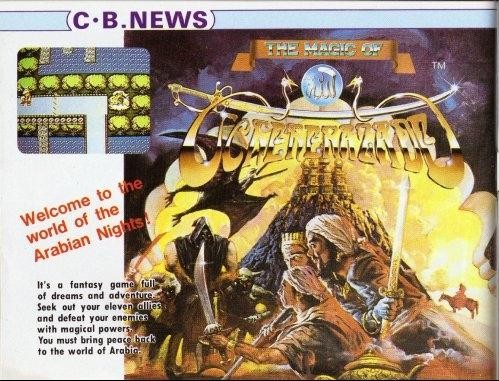 C·B.NEWS
THE MAGIC OF
SCHEHERAZADE
TM
Welcome to the
world of the
Arabian Nights!
It's a fantasy game full
of dreams and adventure.
Seek out your eleven allies
and defeat your enemies
with magical powers.
You must bring peace back
to the world of Arabia.